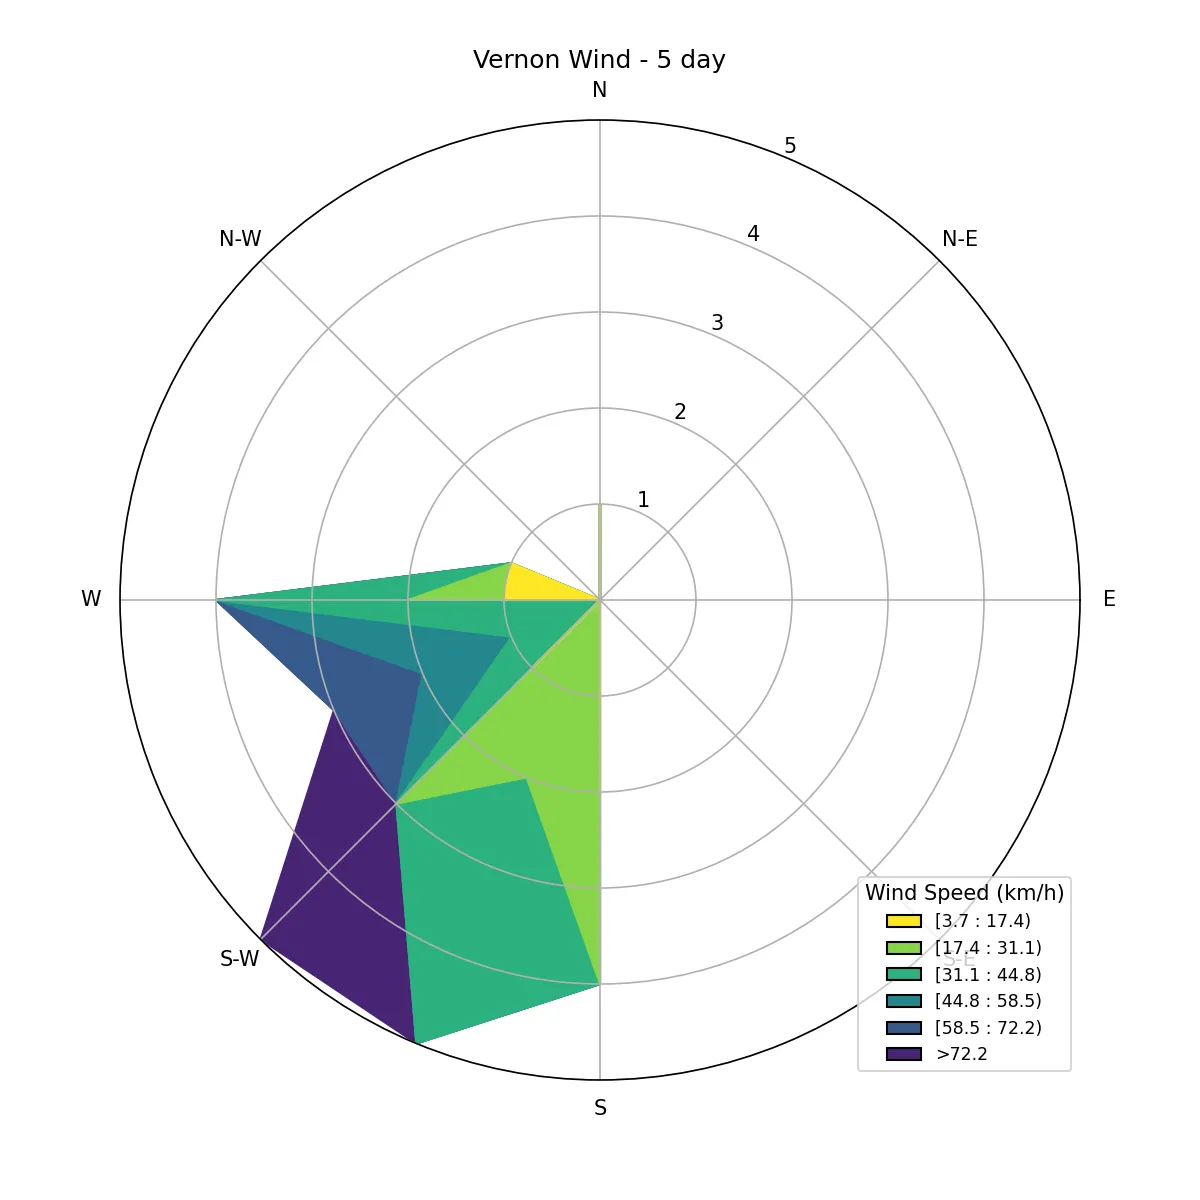 Vernon Wind - 5 day
N
5
N-W
N-E
4
3
2
1
W
E
S-W
S-E
Wind Speed (km/h)
[3.7 : 17.4)
[17.4 : 31.1)
[31.1 : 44.8)
[44.8 : 58.5)
[58.5 : 72.2)
>72.2
S